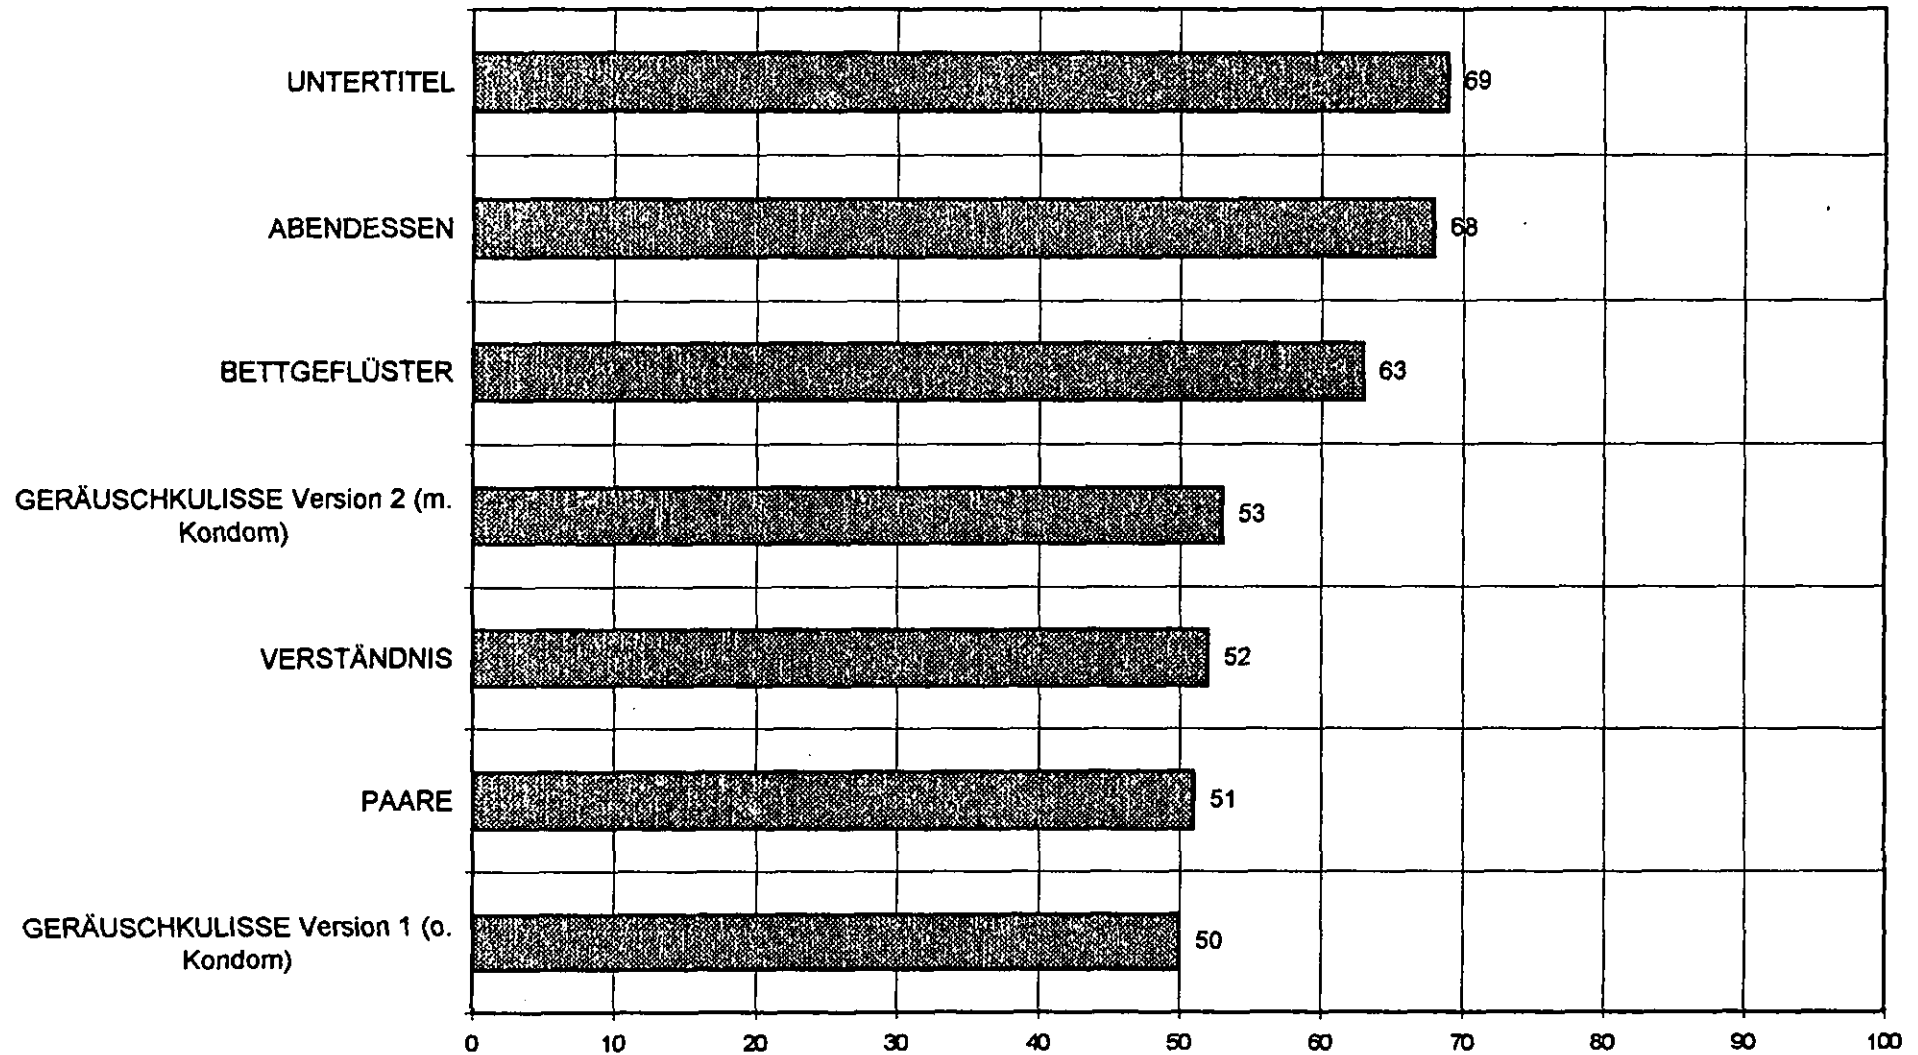 UNTERTITEL
69
ABENDESSEN
68
BETTGEFLÜSTER
63
GERÄUSCHKULISSE Version 2 (m.
Kondom)
53
VERSTÄNDNIS
52
PAARE
51
GERÄUSCHKULISSE Version 1 (o.
Kondom)
50
0 10 20 30 40 50 60 70 80 90 100